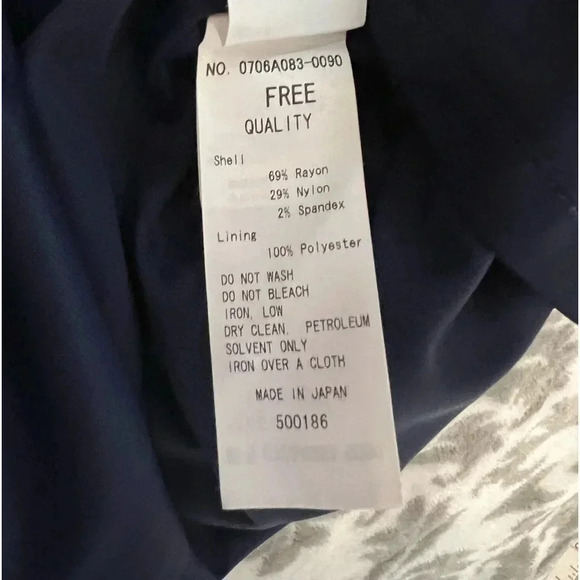 NO. 0706A083-0090
FREE
QUALITY
Shell
69% Rayon
29% Nylon
2% Spandex
Lining
100% Polyester
DO NOT WASH
DO NOT BLEACH
IRON, LOW
DRY CLEAN, PETROLEUM
SOLVENT ONLY
IRON OVER A CLOTH
MADE IN JAPAN
500186